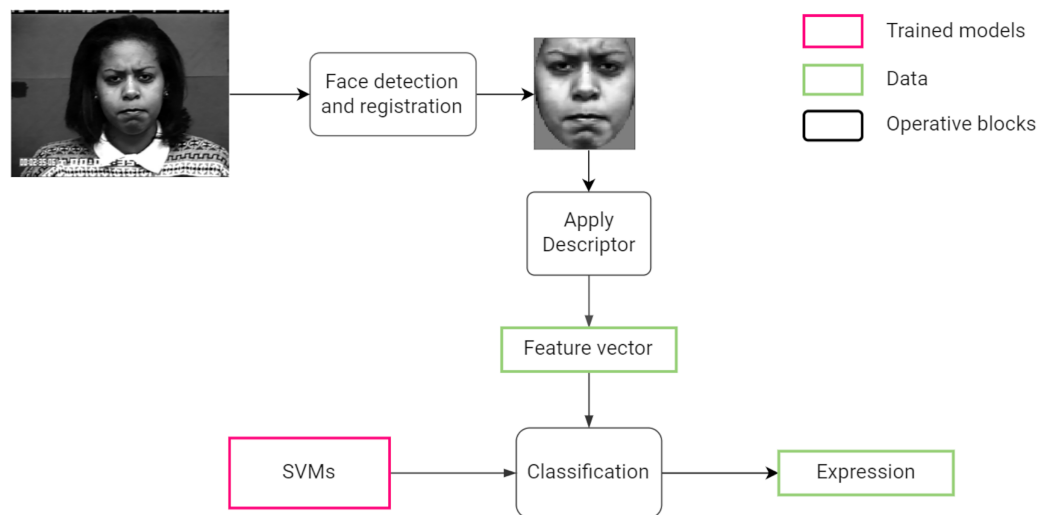 Face detection
and registration
Trained models
Data
Operative blocks
Apply
Descriptor
Feature vector
SVMs
Classification
Expression